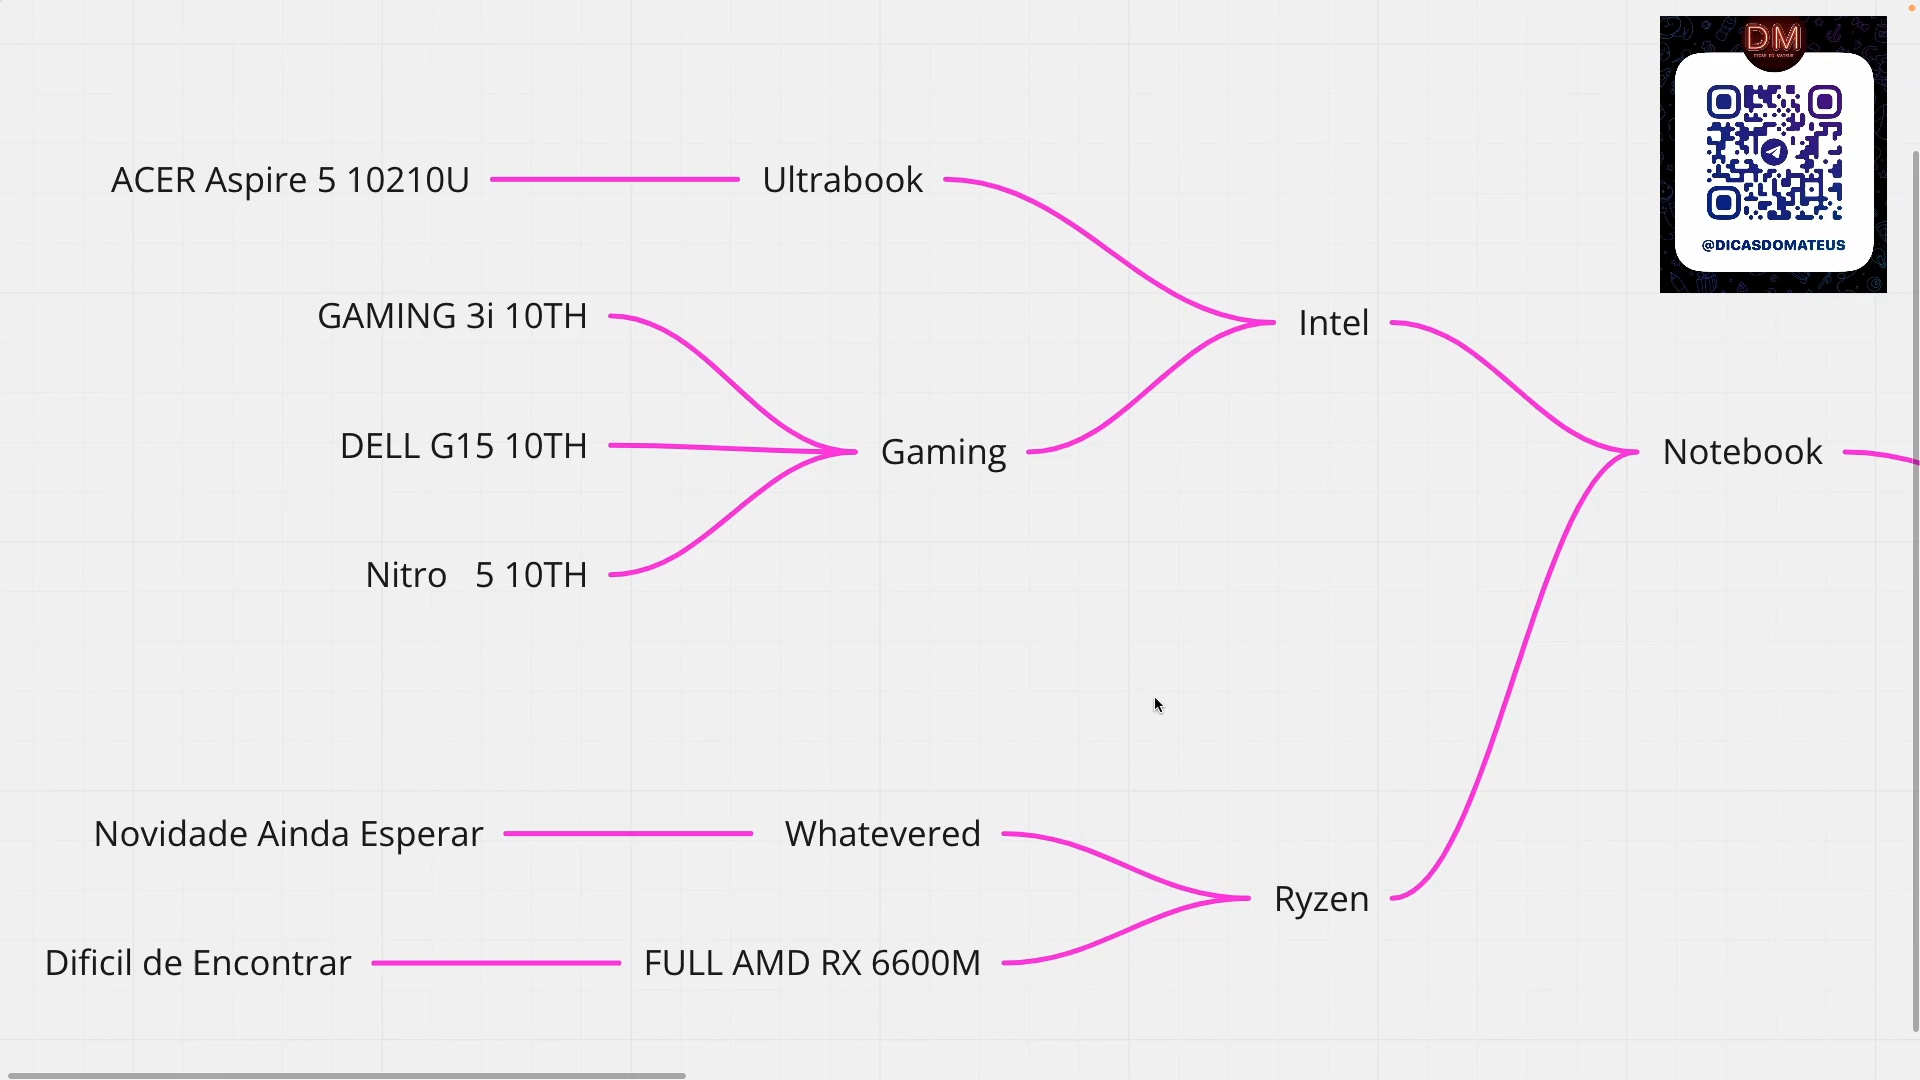 DM
ACER Aspire 5 10210U
Ultrabook
@DICASDOMATEUS
GAMING 3i 10TH
Intel
DELL G15 10TH
Gaming
Notebook
Nitro 5 10TH
Novidade Ainda Esperar
Whatevered
Ryzen
Dificil de Encontrar
FULL AMD RX 6600M